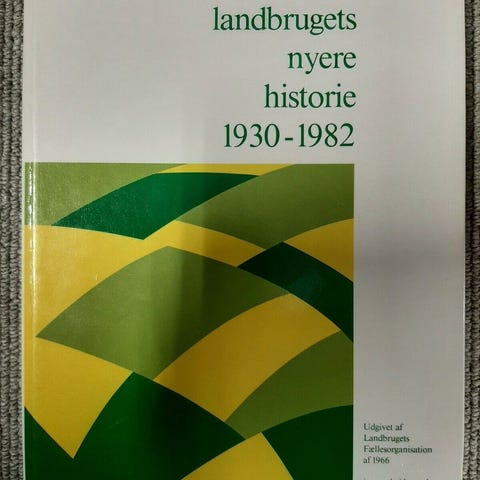 landbrugets
nyere
historie
1930-1982
Udgivet af
Landbrugets
Fællesorganisation
af 1966